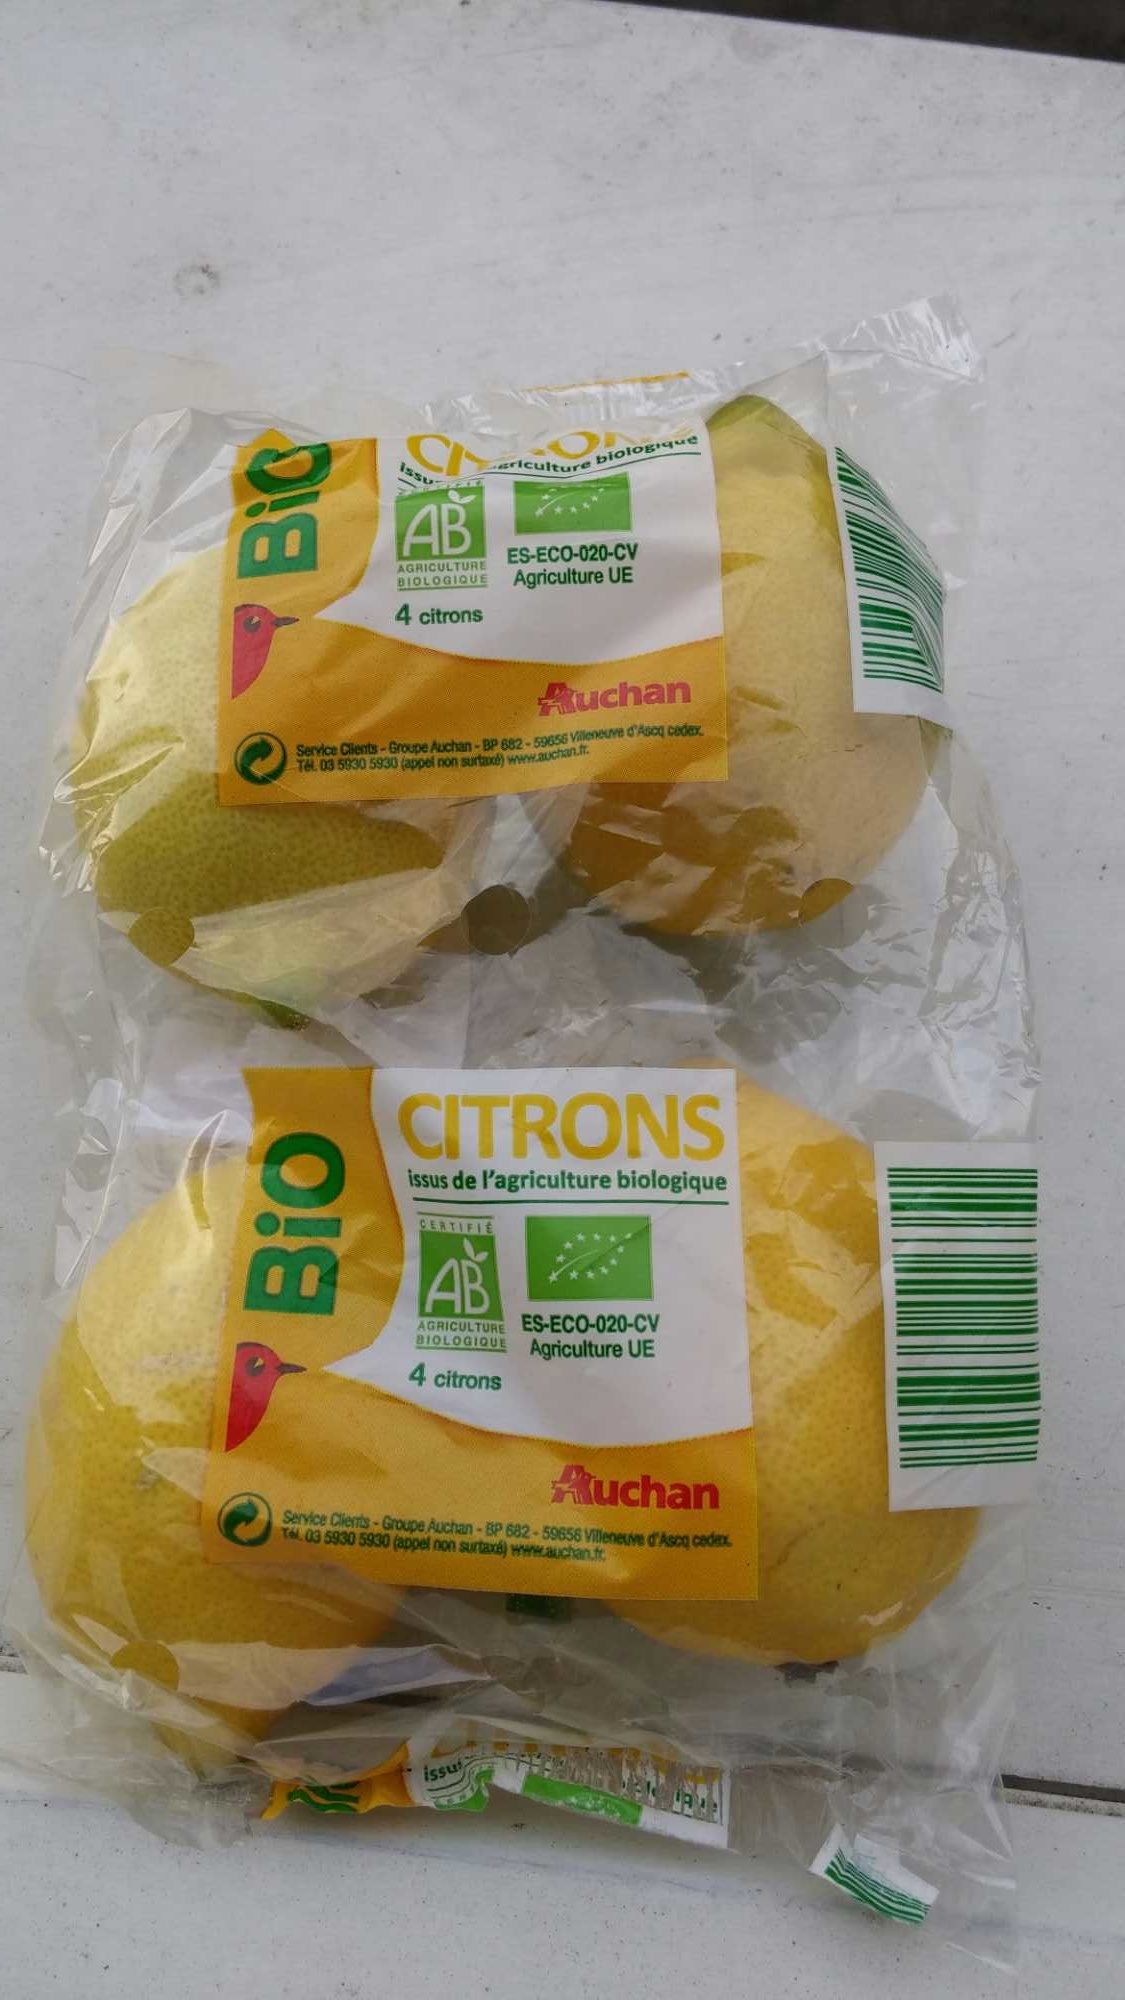 BiO
CITRONS
issus agriculture biologique
CERTIFIÉ
AB
AGRICULTURE
BIOLOGIQUE
ES-ECO-020-CV
Agriculture UE
4 citrons
Auchan
Service Clients - Groupe Auchan - BP 682 - 59656 Villeneuve d'Ascq cedex.
Tél. 03 5930 5930 (appel non surtaxé) www.auchan.fr.
BiO
CITRONS
issus de l'agriculture biologique
CERTIFIÉ
AB
AGRICULTURE
BIOLOGIQUE
ES-ECO-020-CV
Agriculture UE
4 citrons
Auchan
Service Clients - Groupe Auchan - BP 682 - 59656 Villeneuve d'Ascq cedex.
Tél. 03 5930 5930 (appel non surtaxé) www.auchan.fr.